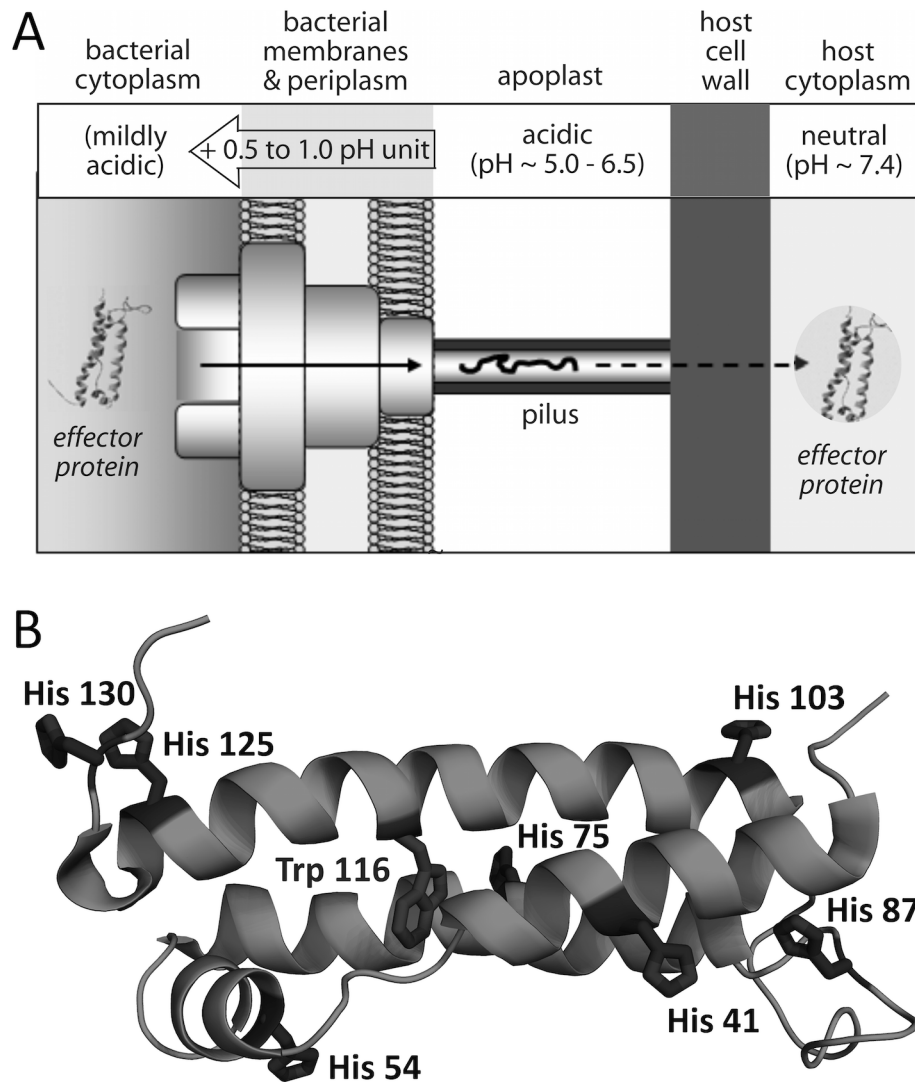 A
bacterial
cytoplasm
bacterial
membranes
& periplasm
apoplast
host
cell
wall
host
cytoplasm
(mildly
acidic)
+ 0.5 to 1.0 pH unit
acidic
(pH ~ 5.0 - 6.5)
neutral
(pH ~ 7.4)
effector
protein
pilus
effector
protein
B
His 130
His 125
His 103
Trp 116
His 75
His 87
His 41
His 54